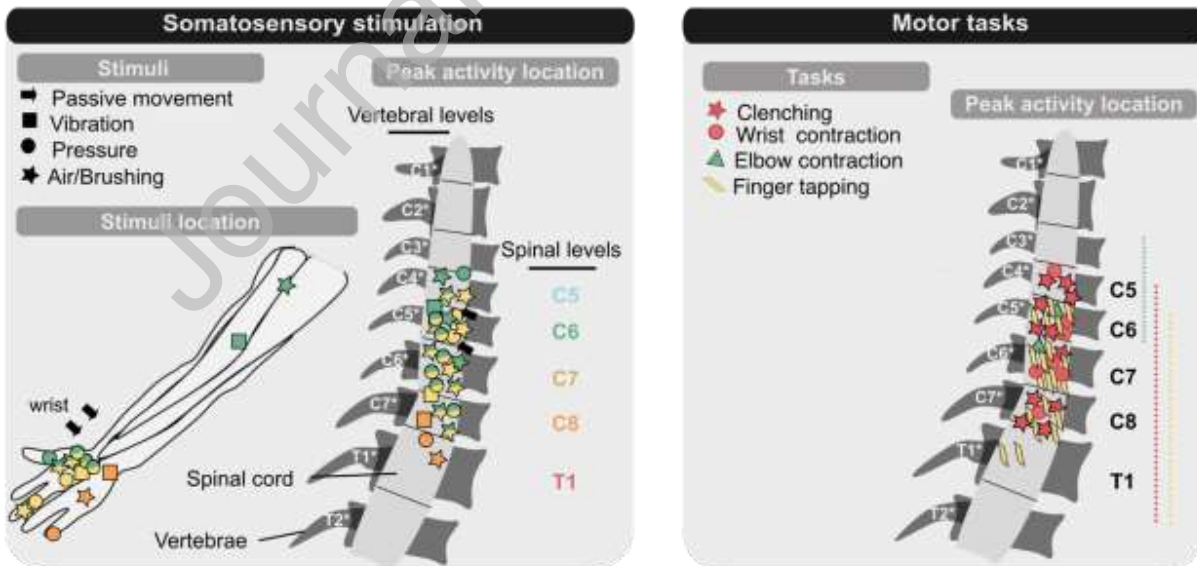 Somatosensory stimulation
Stimuli
Passive movement
Vibration
Pressure
Air/Brushing
Stimuli location
wrist
Peak activity location
Vertebral levels
C1*
C2*
C3*
C4*
C5*
C6*
C7*
T1*
T2*
Spinal levels
C5
C6
C7
C8
T1
Spinal cord
Vertebrae
Journal
Motor tasks
Tasks
Clenching
Wrist contraction
Elbow contraction
Finger tapping
Peak activity location
C1*
C2*
C3*
C4*
C5*
C6*
C7*
T1*
T2*
C5
C6
C7
C8
T1